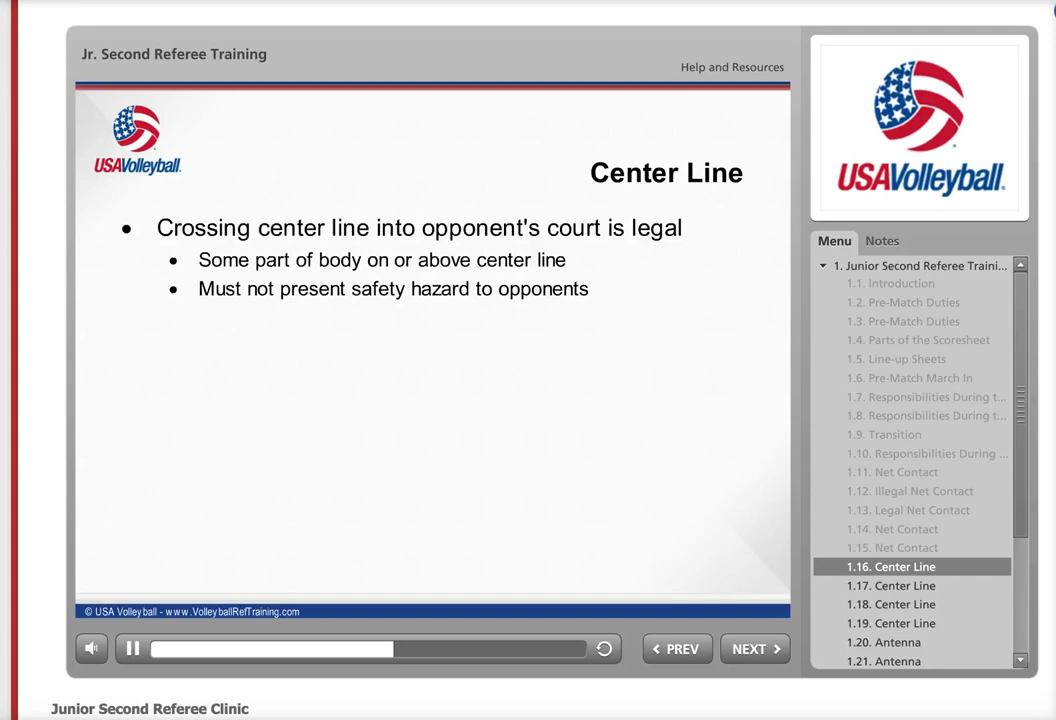 Jr. Second Referee Training
Help and Resources
USAVolleyball.
Center Line
• Crossing center line into opponent's court is legal
• Some part of body on or above center line
• Must not present safety hazard to opponents
© USA Volleyball - www.VolleyballRefTraining.com
PREV
NEXT
USAVolleyball.
Menu
Notes
1. Junior Second Referee Traini...
1.1. Introduction
1.2. Pre-Match Duties
1.3. Pre-Match Duties
1.4. Parts of the Scoresheet
1.5. Line-up Sheets
1.6. Pre-Match March In
1.7. Responsibilities During t...
1.8. Responsibilities During t...
1.9. Transition
1.10. Responsibilities During ...
1.11. Net Contact
1.12. Illegal Net Contact
1.13. Legal Net Contact
1.14. Net Contact
1.15. Net Contact
1.16. Center Line
1.17. Center Line
1.18. Center Line
1.19. Center Line
1.20. Antenna
1.21. Antenna
Junior Second Referee Clinic